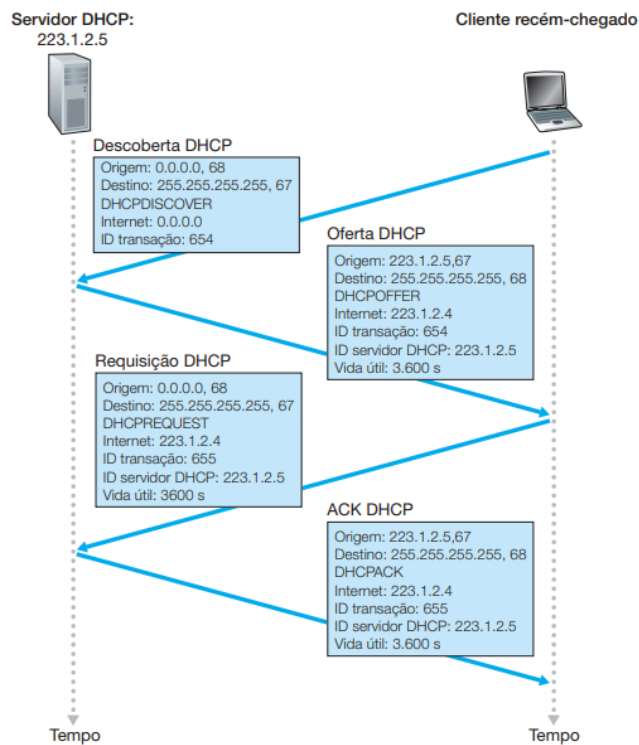 Servidor DHCP:
223.1.2.5
Cliente recém-chegado
Descoberta DHCP
Origem: 0.0.0.0, 68
Destino: 255.255.255.255, 67
DHCPDISCOVER
Internet: 0.0.0.0
ID transação: 654
Oferta DHCP
Origem: 223.1.2.5,67
Destino: 255.255.255.255, 68
DHCPOFFER
Internet: 223.1.2.4
ID transação: 654
ID servidor DHCP: 223.1.2.5
Vida útil: 3.600 s
Requisição DHCP
Origem: 0.0.0.0, 68
Destino: 255.255.255.255, 67
DHCPREQUEST
Internet: 223.1.2.4
ID transação: 655
ID servidor DHCP: 223.1.2.5
Vida útil: 3600 s
ACK DHCP
Origem: 223.1.2.5,67
Destino: 255.255.255.255, 68
DHCPACK
Internet: 223.1.2.4
ID transação: 655
ID servidor DHCP: 223.1.2.5
Vida útil: 3.600 s
Tempo
Tempo